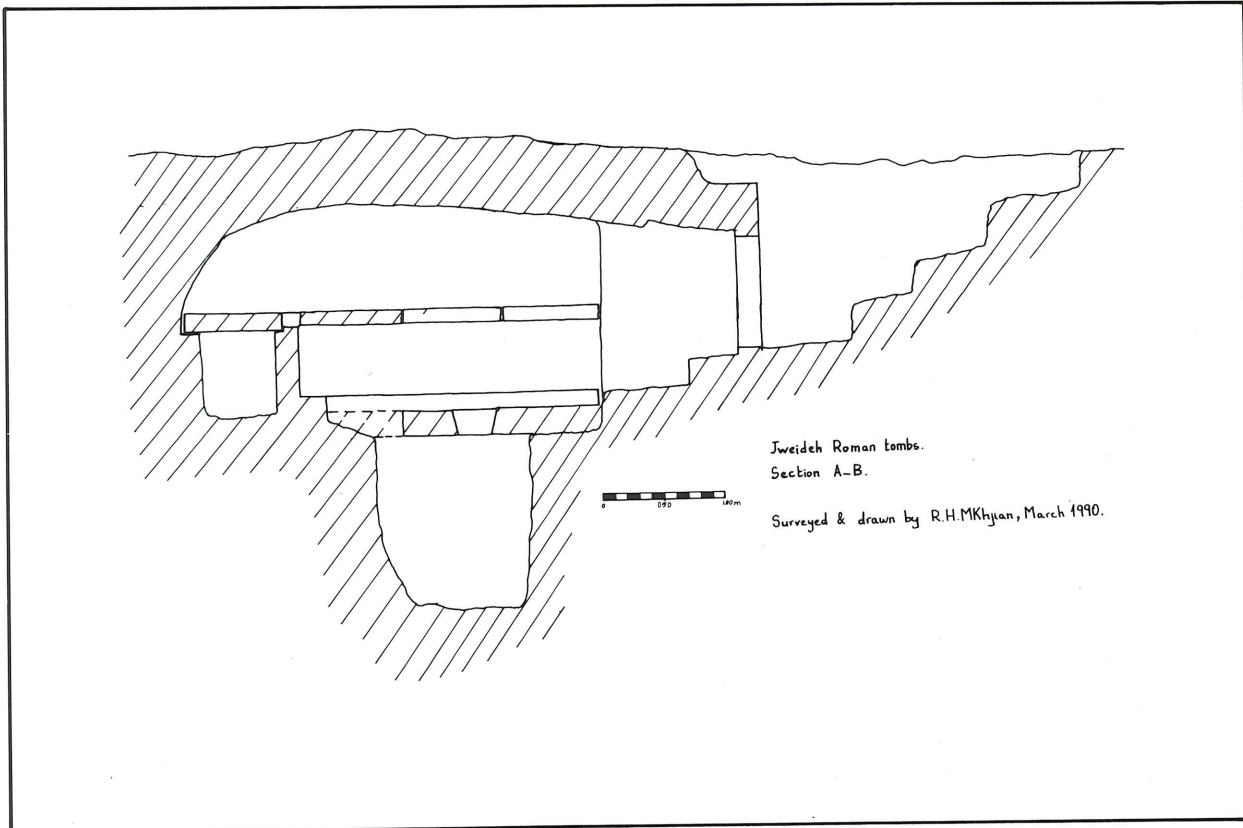 Jweideh Roman tombs.
Section A-B.
0 0.50 1.00m
Surveyed & drawn by R.H.MKhjian, March 1990.